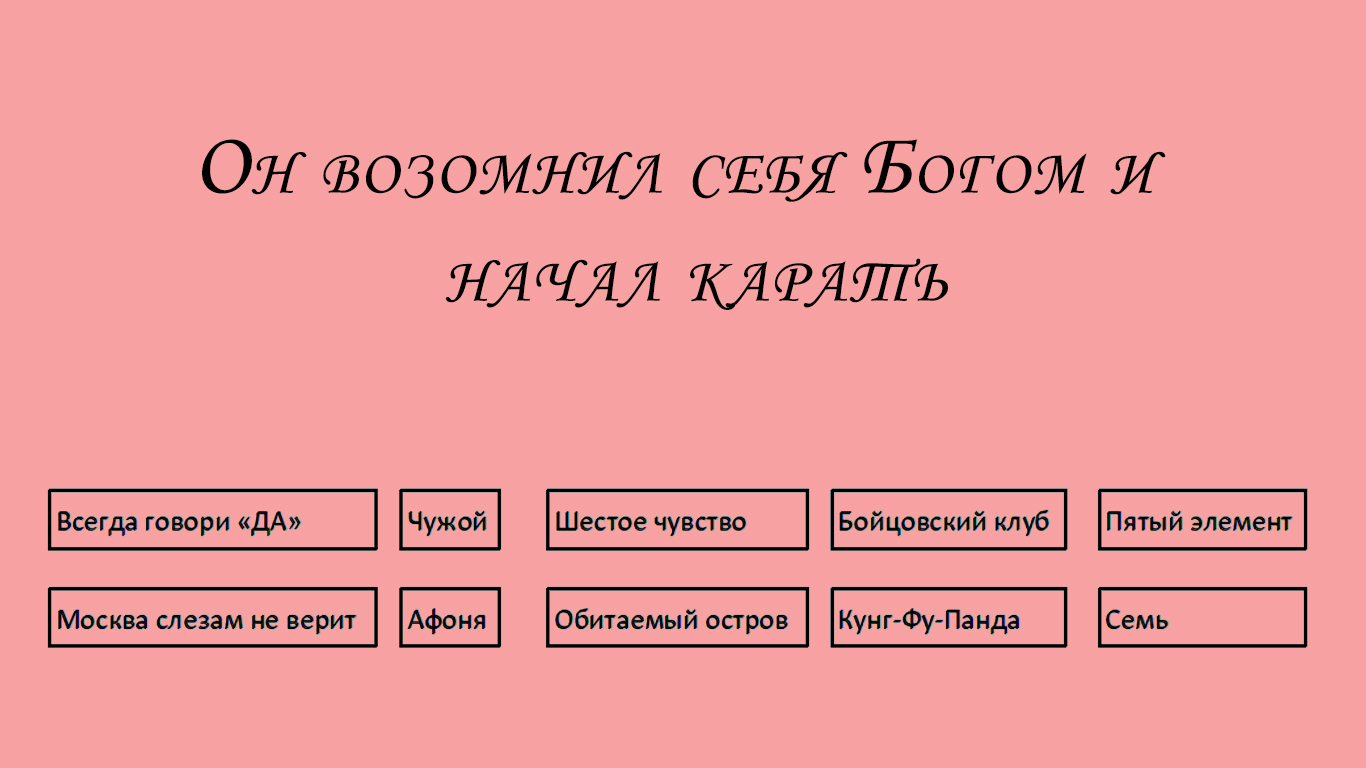 Он возомнил себя Богом и
начал карать
Всегда говори «ДА» Чужой Шестое чувство Бойцовский клуб Пятый элемент
Москва слезам не верит Афоня Обитаемый остров Кунг-Фу-Панда Семь